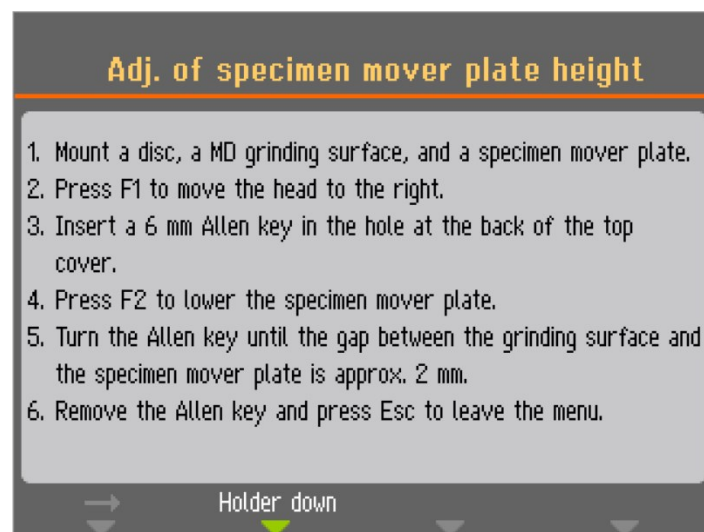 Adj. of specimen mover plate height
1. Mount a disc, a MD grinding surface, and a specimen mover plate.
2. Press F1 to move the head to the right.
3. Insert a 6 mm Allen key in the hole at the back of the top
cover.
4. Press F2 to lower the specimen mover plate.
5. Turn the Allen key until the gap between the grinding surface and
the specimen mover plate is approx. 2 mm.
6. Remove the Allen key and press Esc to leave the menu.
Holder down